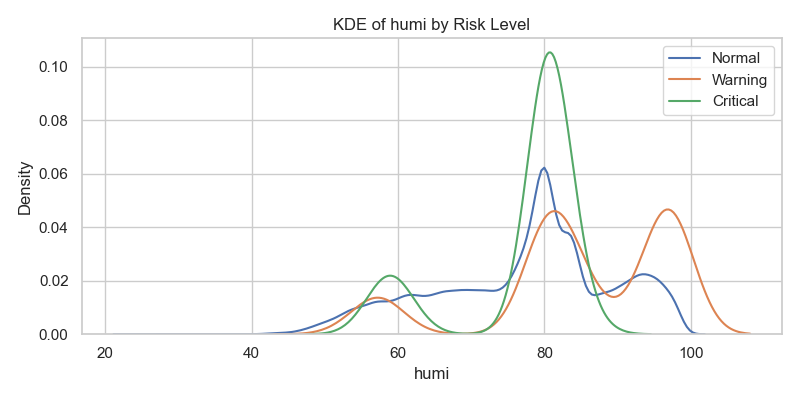 KDE of humi by Risk Level
Normal
Warning
Critical
Density
0.10
0.08
0.06
0.04
0.02
0.00
20
40
60
80
100
humi